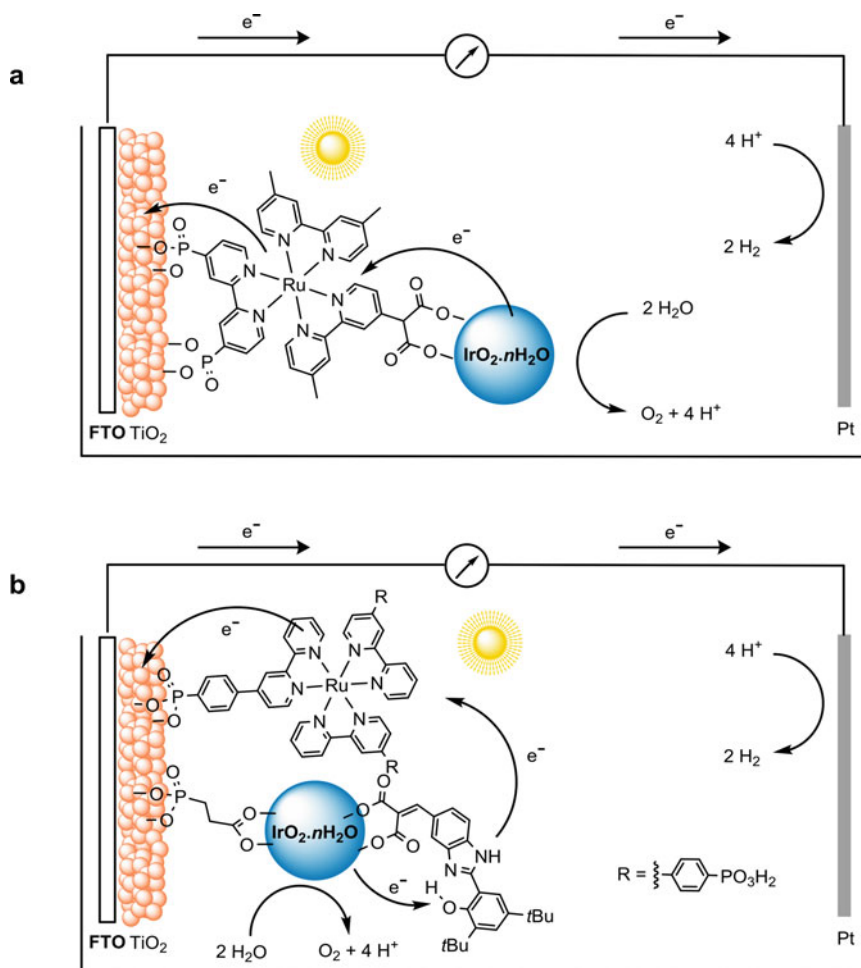 e⁻ e⁻
a
4 H⁺
e⁻
O
P
O
O
N N
e⁻
N Ru N
2 H₂
O
O
N N
2 H₂O
O
P
O
O
O
IrO₂.nH₂O
O₂ + 4 H⁺
FTO TiO₂
Pt
e⁻ e⁻
b
R
e⁻
4 H⁺
O
P
O
O
N N
N Ru N
N N
2 H₂
R
e⁻
O
P
O
O
O
O
IrO₂.nH₂O
O
O
O
O
NH
N
R = PO₃H₂
e⁻
H
O
tBu
tBu
2 H₂O O₂ + 4 H⁺
FTO TiO₂
Pt